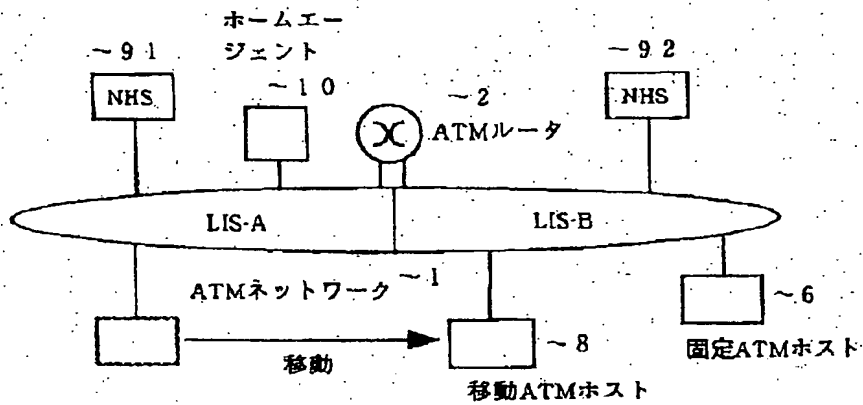 ホームエー
ジェント
~91
~92
~10
~2
NHS
NHS
ATMルータ
LIS-A
LIS-B
ATMネットワーク
~1
~6
移動
~8
固定ATMホスト
移動ATMホスト